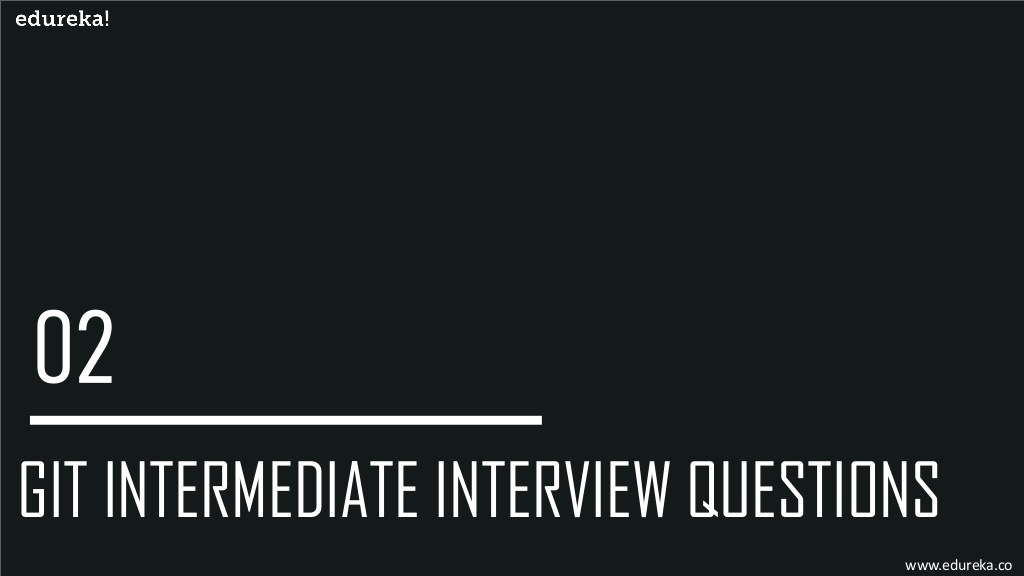 edureka!
02
GIT INTERMEDIATE INTERVIEW QUESTIONS
www.edureka.co